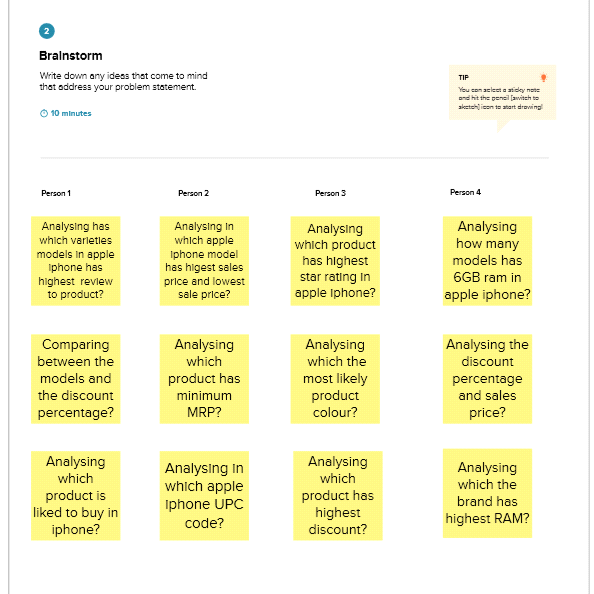 2
Brainstorm
Write down any ideas that come to mind
that address your problem statement.
10 minutes
TIP
You can select a sticky note
and hit the pencil [switch to
sketch] icon to start drawing!
Person 1
Person 2
Person 3
Person 4
Analysing has
which varieties
models in apple
iphone has
highest review
to product?
Analysing in
which apple
iphone model
has higest sales
price and lowest
sale price?
Analysing
which product
has highest
star rating in
apple iphone?
Analysing
how many
models has
6GB ram in
apple iphone?
Comparing
between the
models and
the discount
percentage?
Analysing
which
product has
minimum
MRP?
Analysing
which the
most likely
product
colour?
Analysing the
discount
percentage
and sales
price?
Analysing
which
product is
liked to buy in
iphone?
Analysing in
which apple
iphone UPC
code?
Analysing
which
product has
highest
discount?
Analysing
which the
brand has
highest RAM?